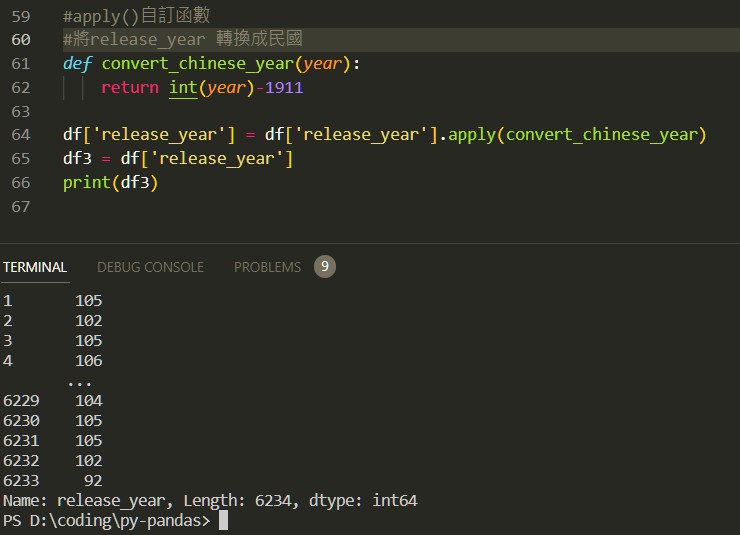 59 #apply()自訂函數
60 #將release_year 轉換成民國
61 def convert_chinese_year(year):
62 return int(year)-1911
63
64 df['release_year'] = df['release_year'].apply(convert_chinese_year)
65 df3 = df['release_year']
66 print(df3)
67
TERMINAL DEBUG CONSOLE PROBLEMS 9
1 105
2 102
3 105
4 106
...
6229 104
6230 105
6231 105
6232 102
6233 92
Name: release_year, Length: 6234, dtype: int64
PS D:\coding\py-pandas>